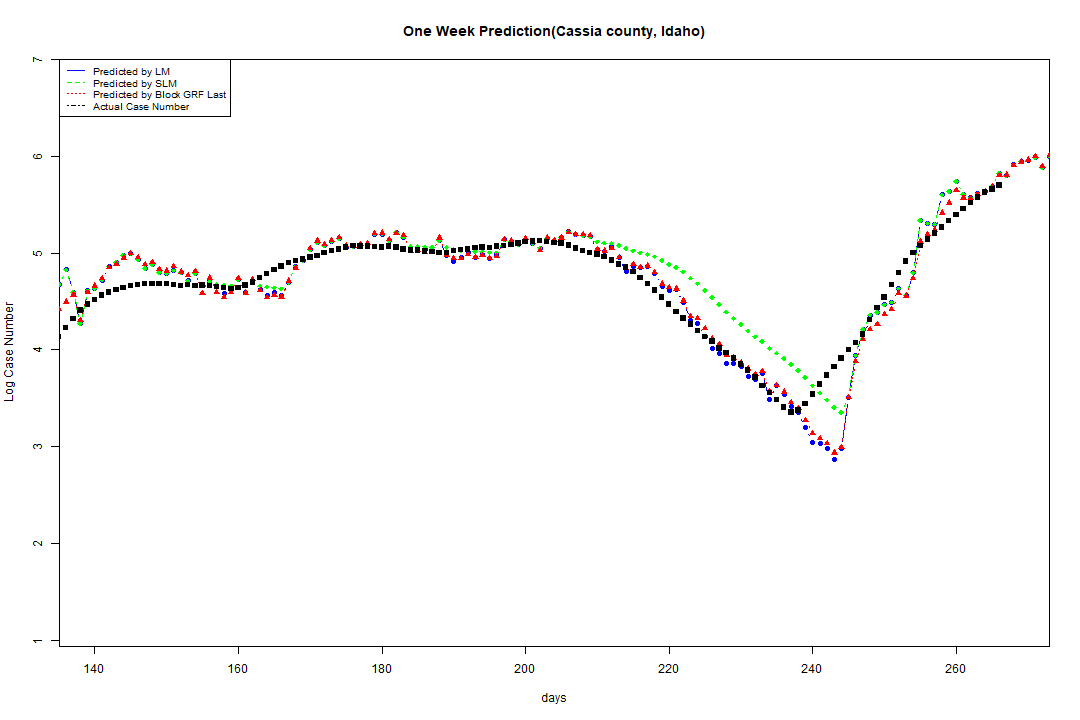 One Week Prediction(Cassia county, Idaho)
Predicted by LM
Predicted by SLM
Predicted by Block GRF Last
Actual Case Number
7
6
5
4
3
2
1
Log Case Number
140 160 180 200 220 240 260
days